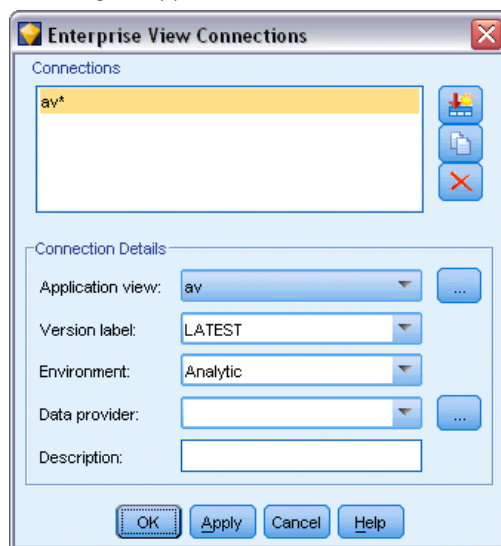 Enterprise View Connections
Connections
av*
Connection Details
Application view: av ...
Version label: LATEST
Environment: Analytic
Data provider: ...
Description:
OK Apply Cancel Help